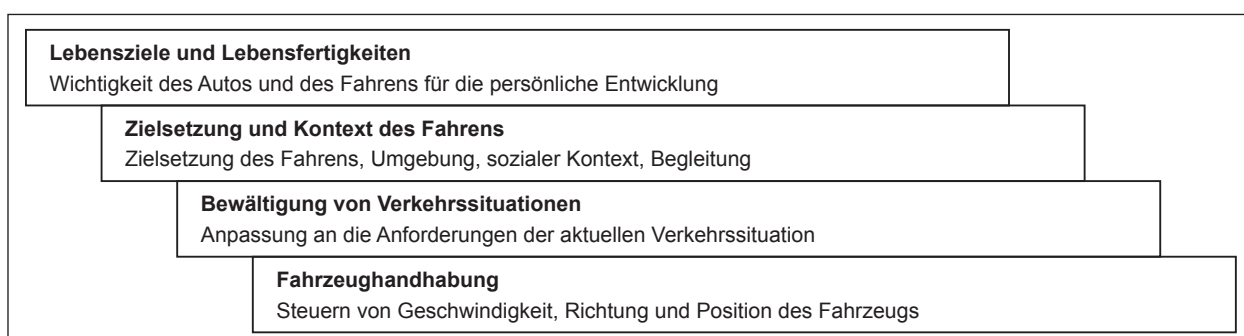 Lebensziele und Lebensfertigkeiten
Wichtigkeit des Autos und des Fahrens für die persönliche Entwicklung
Zielsetzung und Kontext des Fahrens
Zielsetzung des Fahrens, Umgebung, sozialer Kontext, Begleitung
Bewältigung von Verkehrssituationen
Anpassung an die Anforderungen der aktuellen Verkehrssituation
Fahrzeughandhabung
Steuern von Geschwindigkeit, Richtung und Position des Fahrzeugs